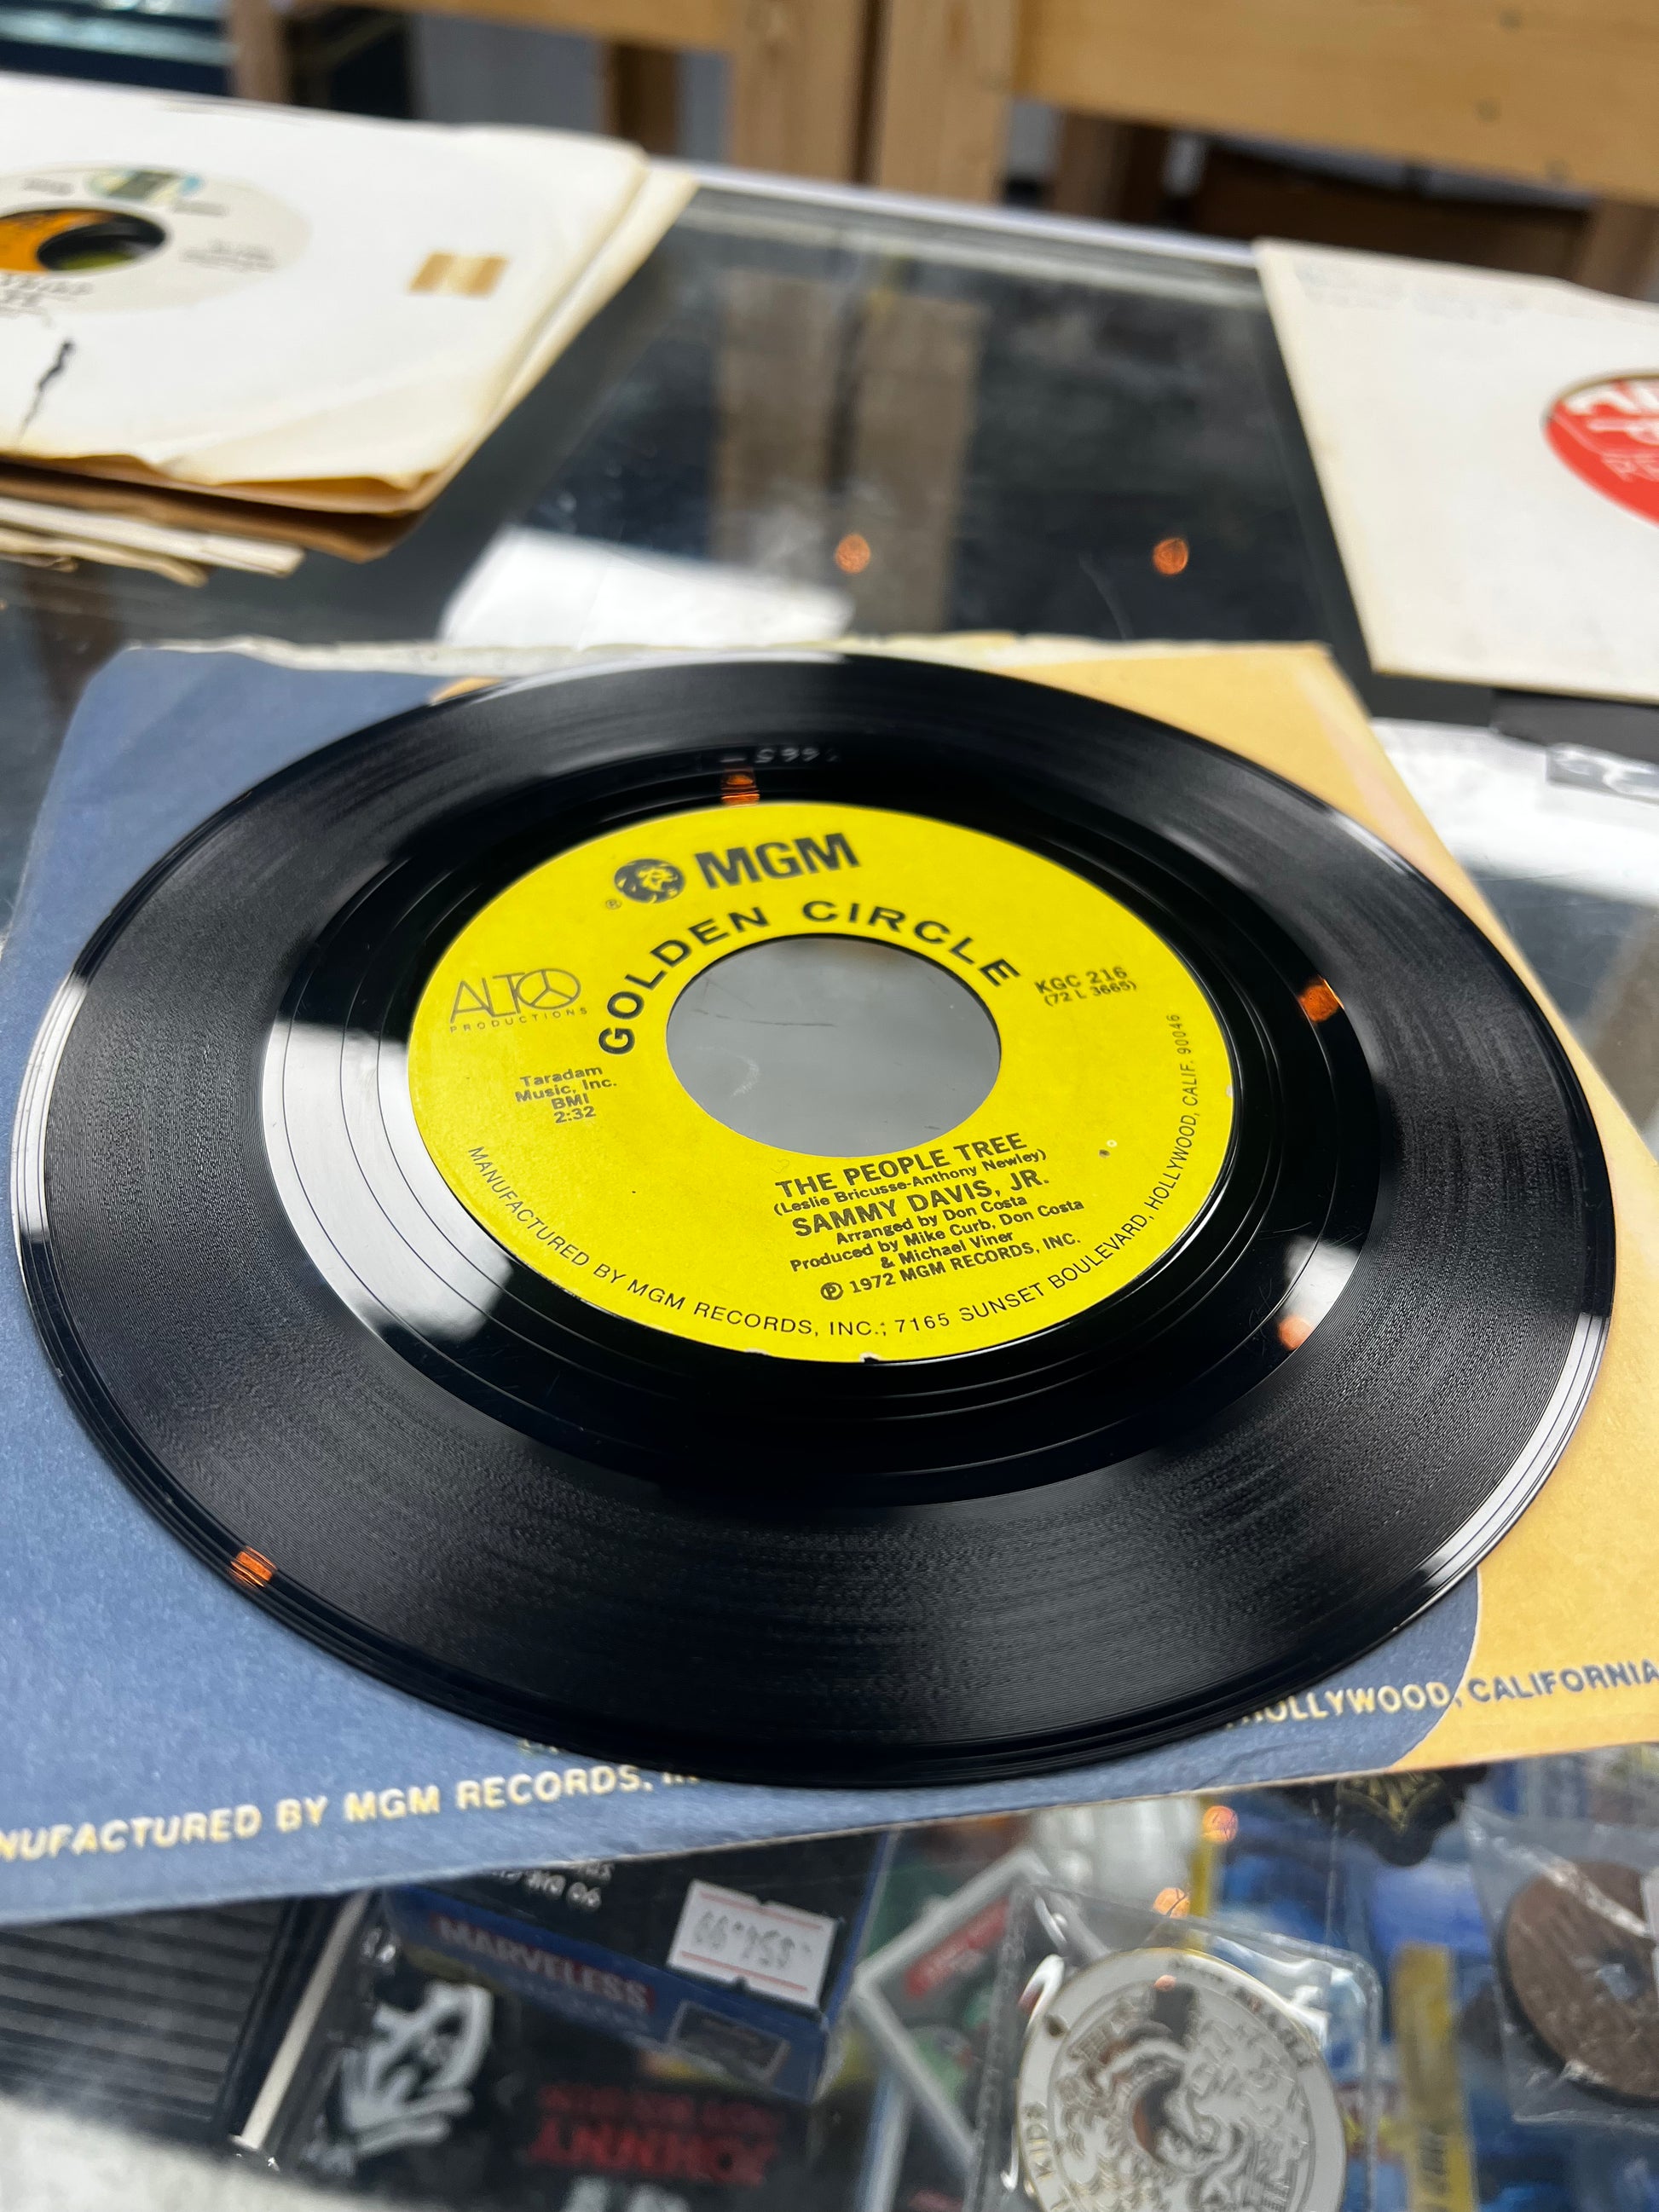 MGM
®
GOLDEN CIRCLE
ALTO
PRODUCTIONS
KGC 216
(72 L 3665)
Taradam
Music, Inc.
BMI
2:32
THE PEOPLE TREE
(Leslie Bricusse-Anthony Newley)
SAMMY DAVIS, JR.
Arranged by Don Costa
Produced by Mike Curb, Don Costa
& Michael Viner
Ⓟ 1972 MGM RECORDS, INC.
MANUFACTURED BY MGM RECORDS, INC.; 7165 SUNSET BOULEVARD, HOLLYWOOD, CALIF. 90046
NUFACTURED BY MGM RECORDS,
HOLLYWOOD, CALIFORNIA
MARVELESS
JOHNNY